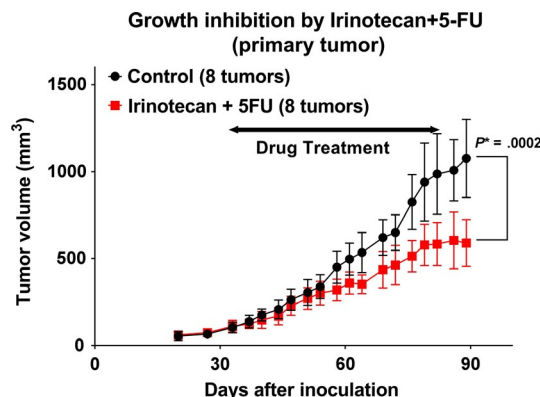 Growth inhibition by Irinotecan+5-FU
(primary tumor)
1500
Control (8 tumors)
Irinotecan + 5FU (8 tumors)
Drug Treatment
P* = .0002
1000
500
0
Tumor volume (mm³)
0 30 60 90
Days after inoculation